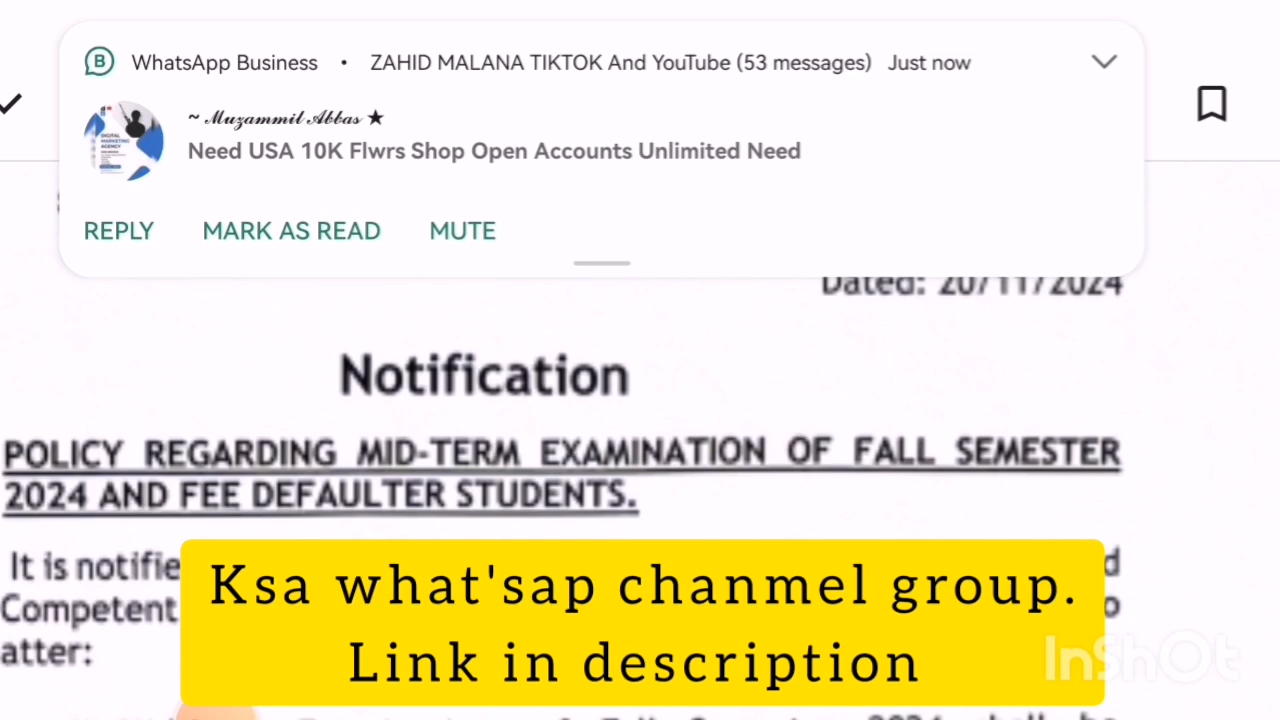 WhatsApp Business • ZAHID MALANA TIKTOK And YouTube (53 messages) Just now
~ 𝓜𝓾𝔃𝓪𝓶𝓶𝓲𝓵 𝓐𝓫𝓫𝓪𝓼 ★
Need USA 10K Flwrs Shop Open Accounts Unlimited Need
REPLY MARK AS READ MUTE
Dated: 20/11/2024
Notification
POLICY REGARDING MID-TERM EXAMINATION OF FALL SEMESTER
2024 AND FEE DEFAULTER STUDENTS.
It is notifie
Competent
atter:
Ksa what'sap chanmel group.
Link in description
InShOt